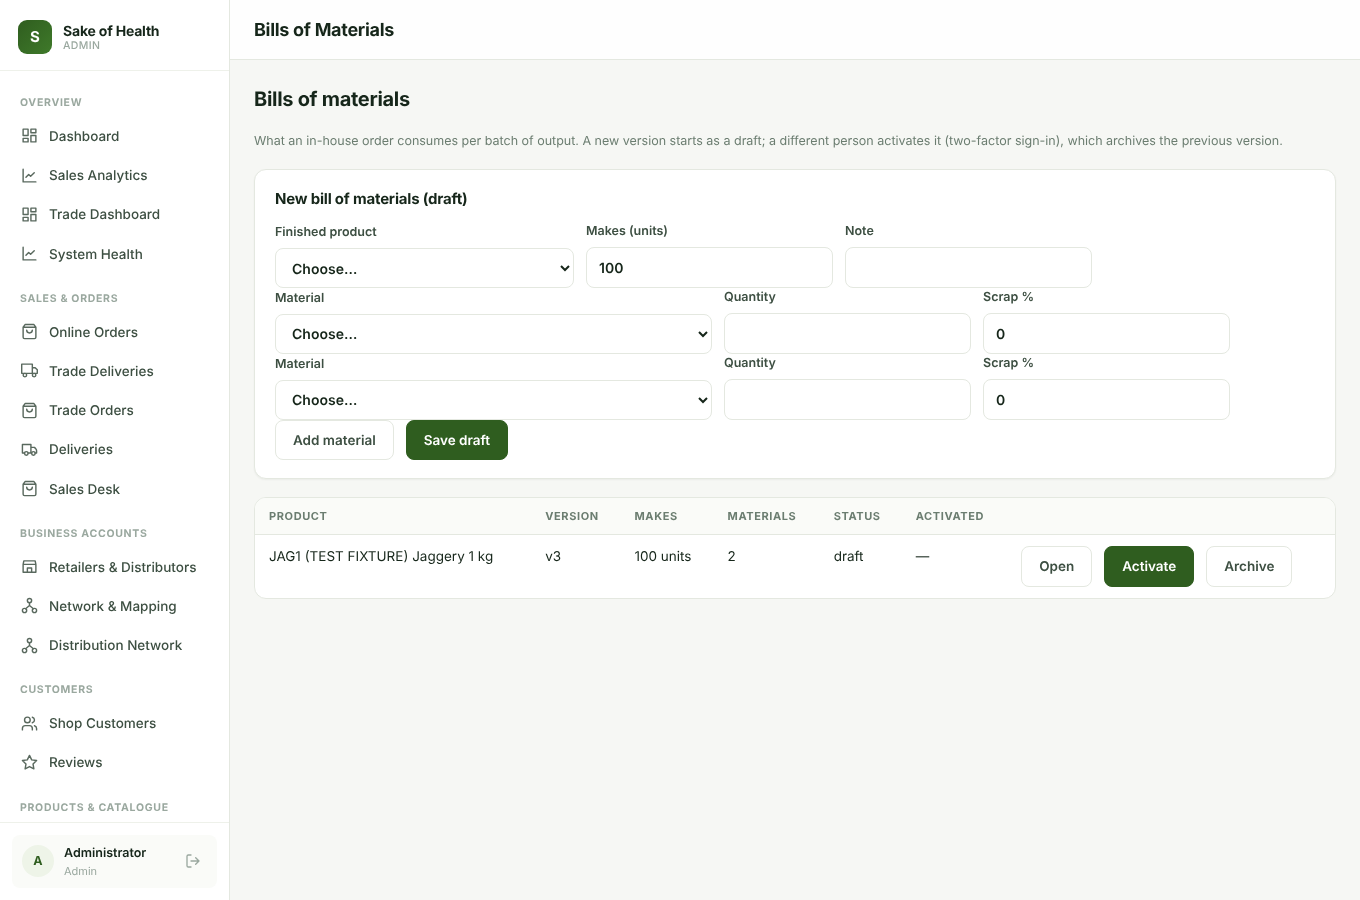 S
Sake of Health
ADMIN
OVERVIEW
Dashboard
Sales Analytics
Trade Dashboard
System Health
SALES & ORDERS
Online Orders
Trade Deliveries
Trade Orders
Deliveries
Sales Desk
BUSINESS ACCOUNTS
Retailers & Distributors
Network & Mapping
Distribution Network
CUSTOMERS
Shop Customers
Reviews
PRODUCTS & CATALOGUE
A
Administrator
Admin
Bills of Materials
Bills of materials
What an in-house order consumes per batch of output. A new version starts as a draft; a different person activates it (two-factor sign-in), which archives the previous version.
New bill of materials (draft)
Finished product Makes (units) Note
Choose... 100
Material Quantity Scrap %
Choose... 0
Material Quantity Scrap %
Choose... 0
Add material Save draft
PRODUCT VERSION MAKES MATERIALS STATUS ACTIVATED
JAG1 (TEST FIXTURE) Jaggery 1 kg v3 100 units 2 draft — Open Activate Archive